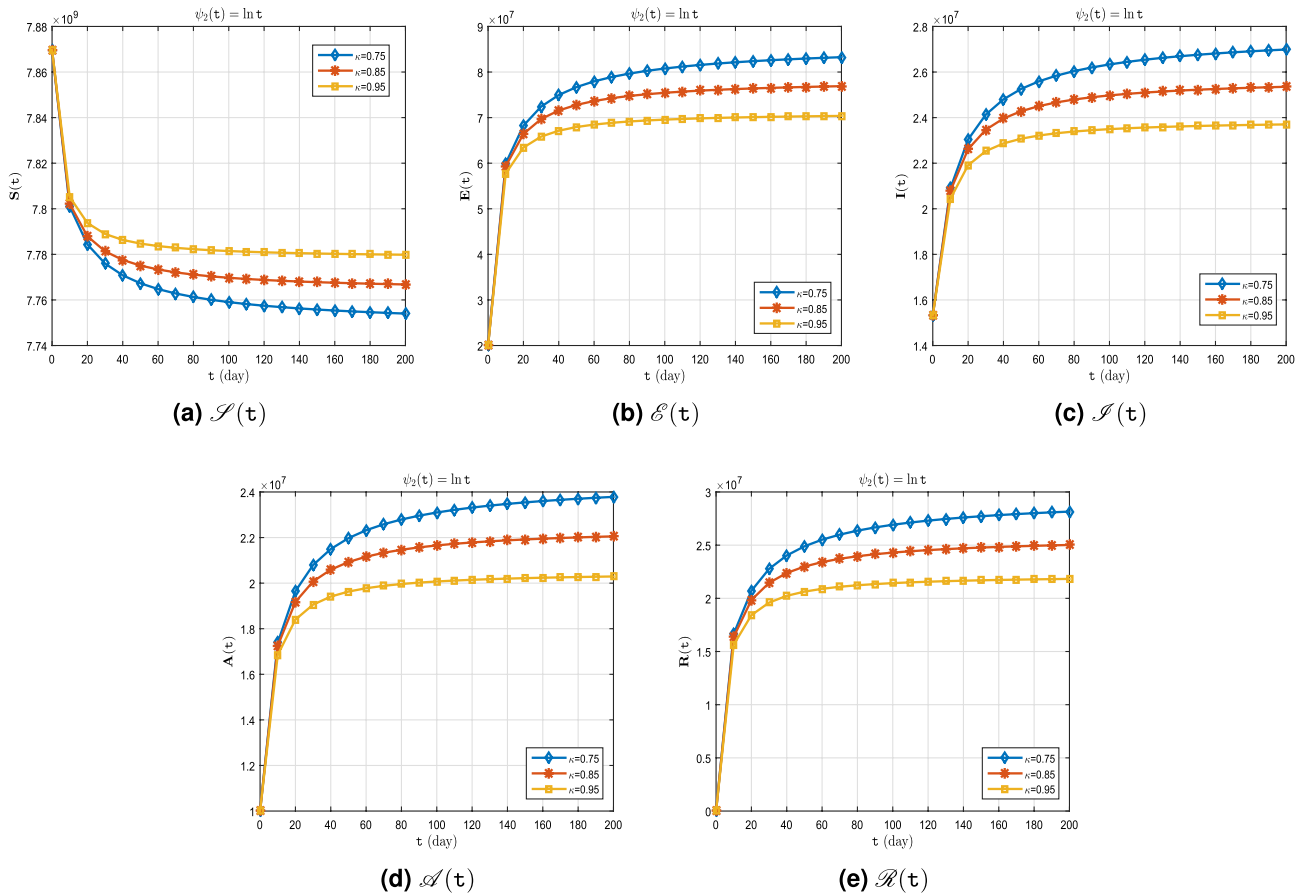 ψ₂(t) = ln t
×10⁹
7.88
7.86
7.84
7.82
7.8
7.78
7.76
7.74
S(t)
0 20 40 60 80 100 120 140 160 180 200
t (day)
κ=0.75
κ=0.85
κ=0.95
(a) 𝒮(t)
ψ₂(t) = ln t
×10⁷
9
8
7
6
5
4
3
2
E(t)
0 20 40 60 80 100 120 140 160 180 200
t (day)
κ=0.75
κ=0.85
κ=0.95
(b) ℰ(t)
ψ₂(t) = ln t
×10⁷
2.8
2.6
2.4
2.2
2
1.8
1.6
1.4
I(t)
0 20 40 60 80 100 120 140 160 180 200
t (day)
κ=0.75
κ=0.85
κ=0.95
(c) ℐ(t)
ψ₂(t) = ln t
×10⁷
2.4
2.2
2
1.8
1.6
1.4
1.2
1
A(t)
0 20 40 60 80 100 120 140 160 180 200
t (day)
κ=0.75
κ=0.85
κ=0.95
(d) 𝒜(t)
ψ₂(t) = ln t
×10⁷
3
2.5
2
1.5
1
0.5
0
R(t)
0 20 40 60 80 100 120 140 160 180 200
t (day)
κ=0.75
κ=0.85
κ=0.95
(e) ℛ(t)